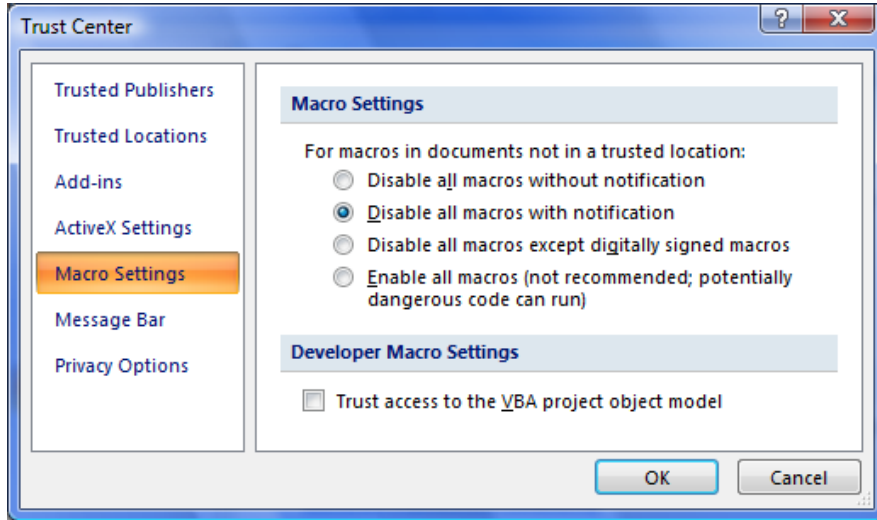 Trust Center
Trusted Publishers
Trusted Locations
Add-ins
ActiveX Settings
Macro Settings
Message Bar
Privacy Options
Macro Settings
For macros in documents not in a trusted location:
Disable all macros without notification
Disable all macros with notification
Disable all macros except digitally signed macros
Enable all macros (not recommended; potentially
dangerous code can run)
Developer Macro Settings
Trust access to the VBA project object model
OK
Cancel